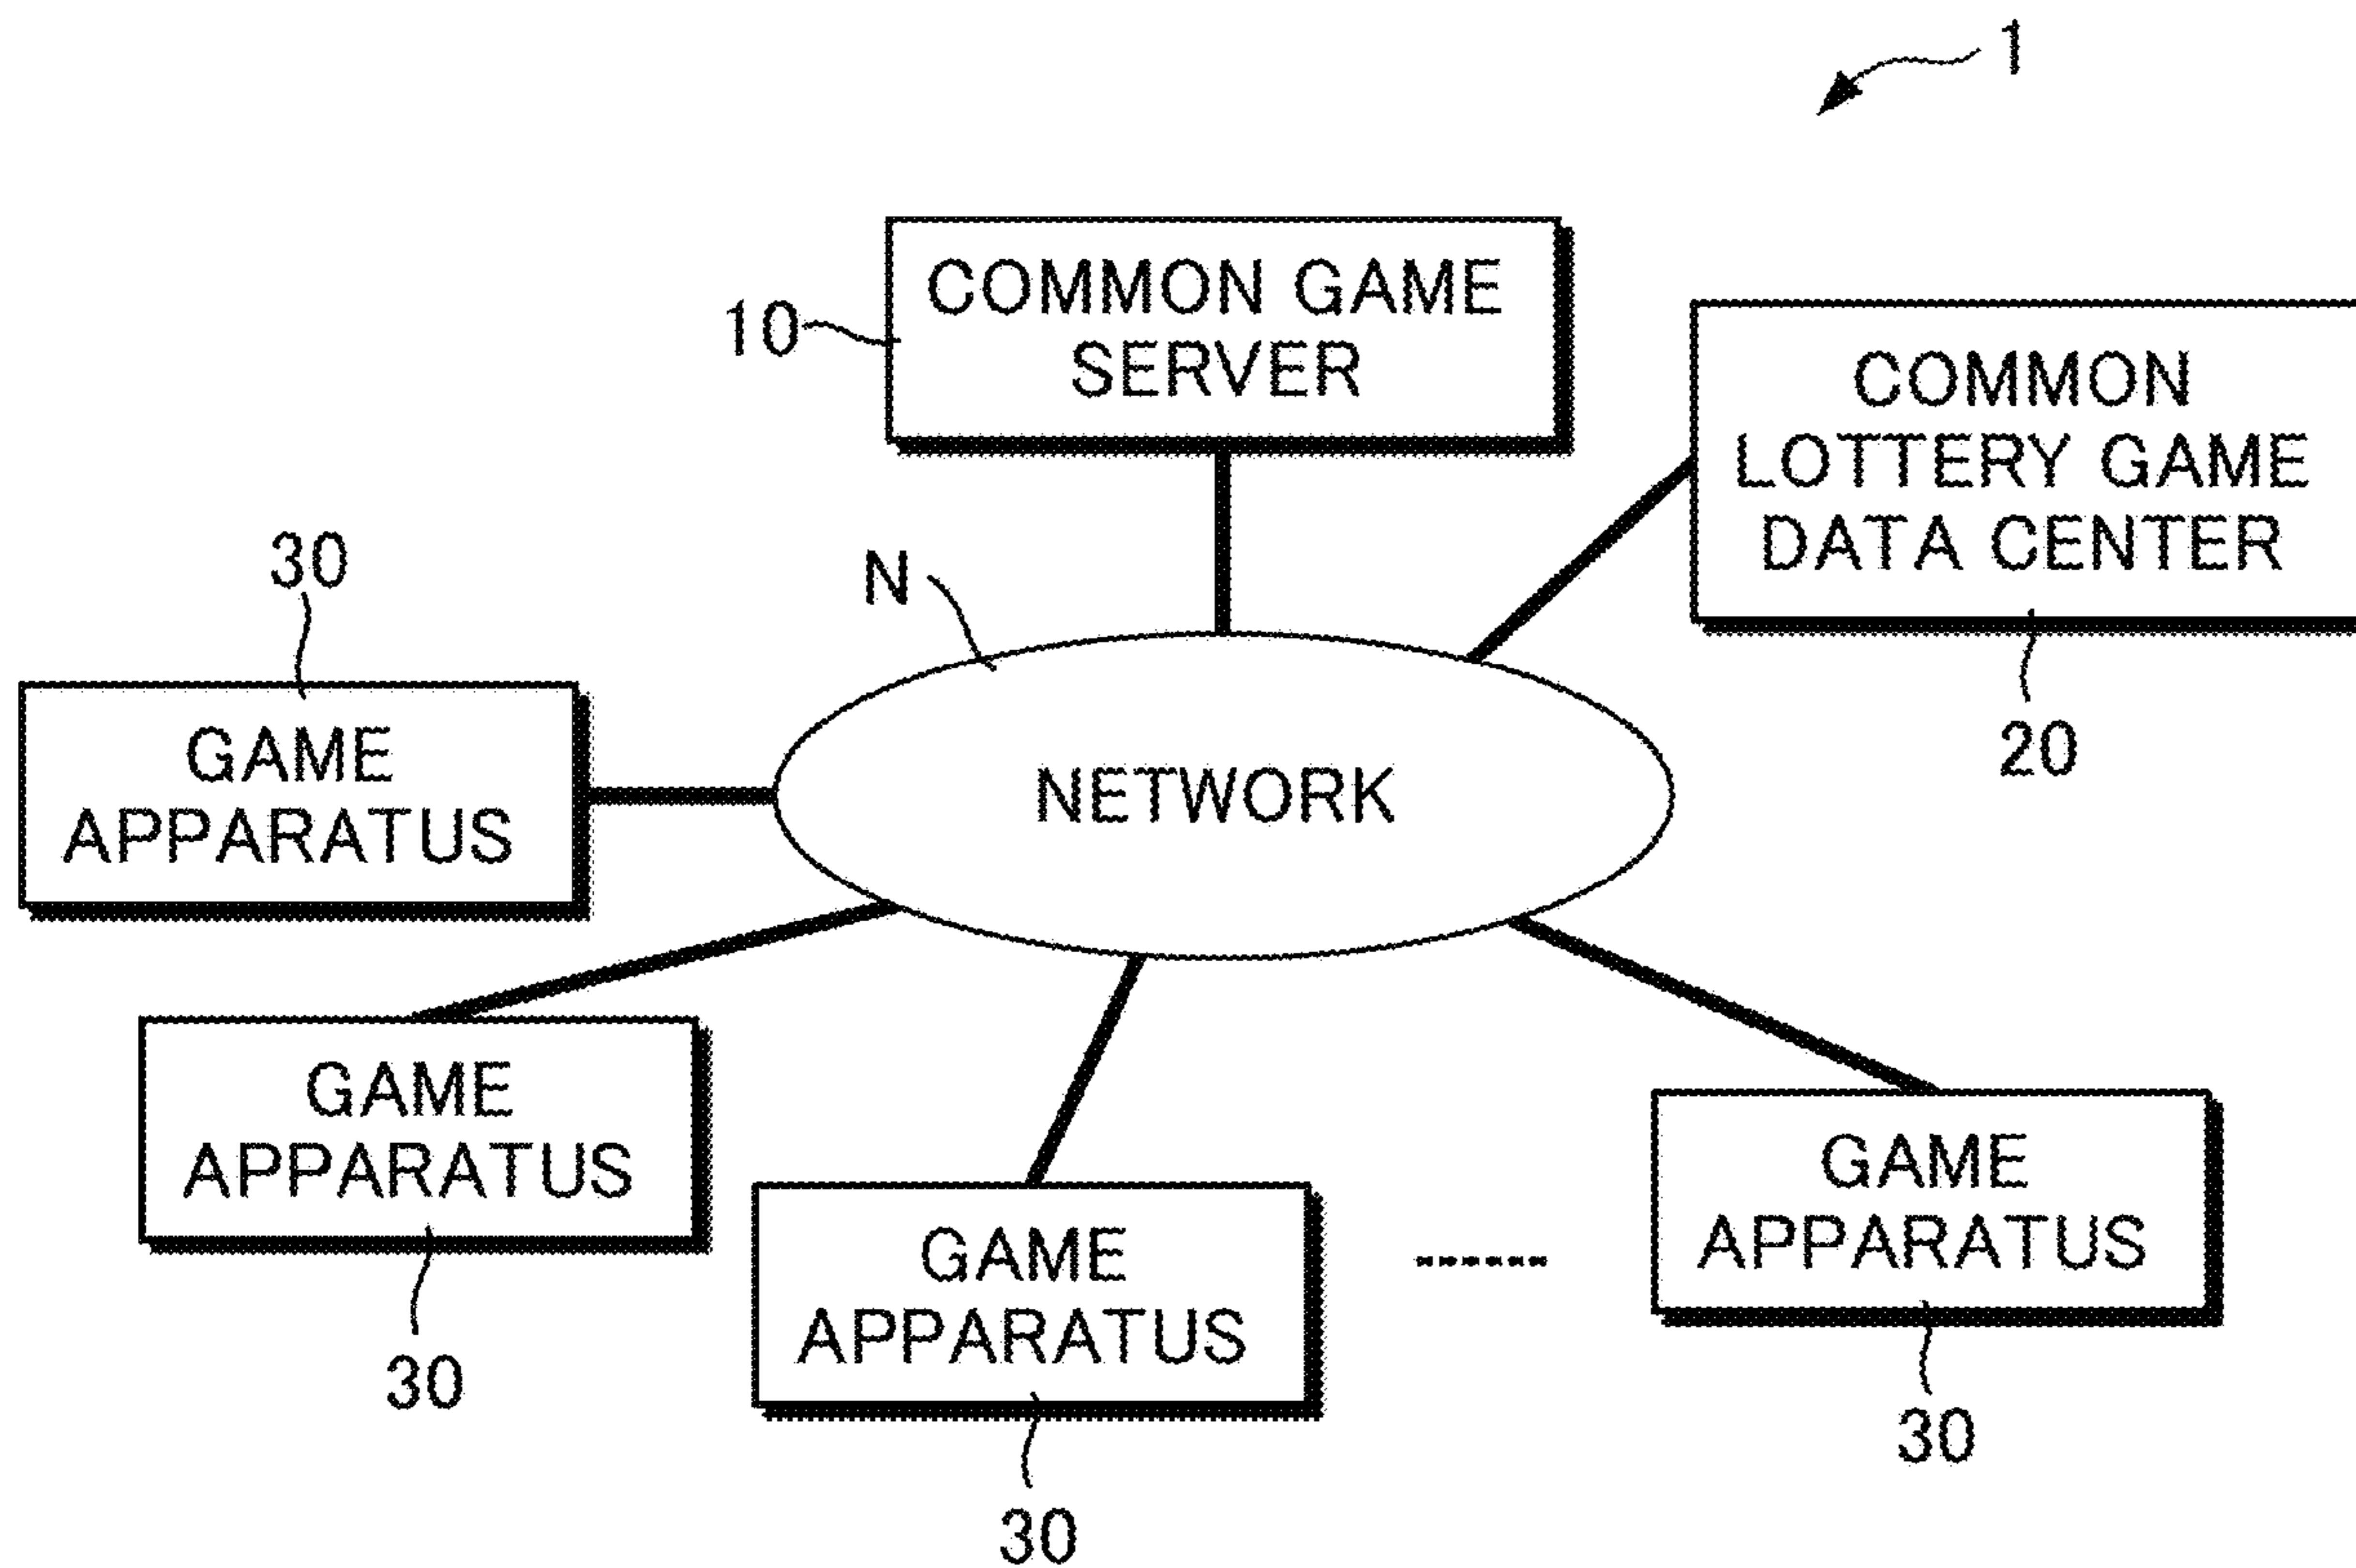 1
COMMON GAME
SERVER
10
COMMON
LOTTERY GAME
DATA CENTER
20
N
NETWORK
30
GAME
APPARATUS
GAME
APPARATUS
30
GAME
APPARATUS
30
GAME
APPARATUS
30